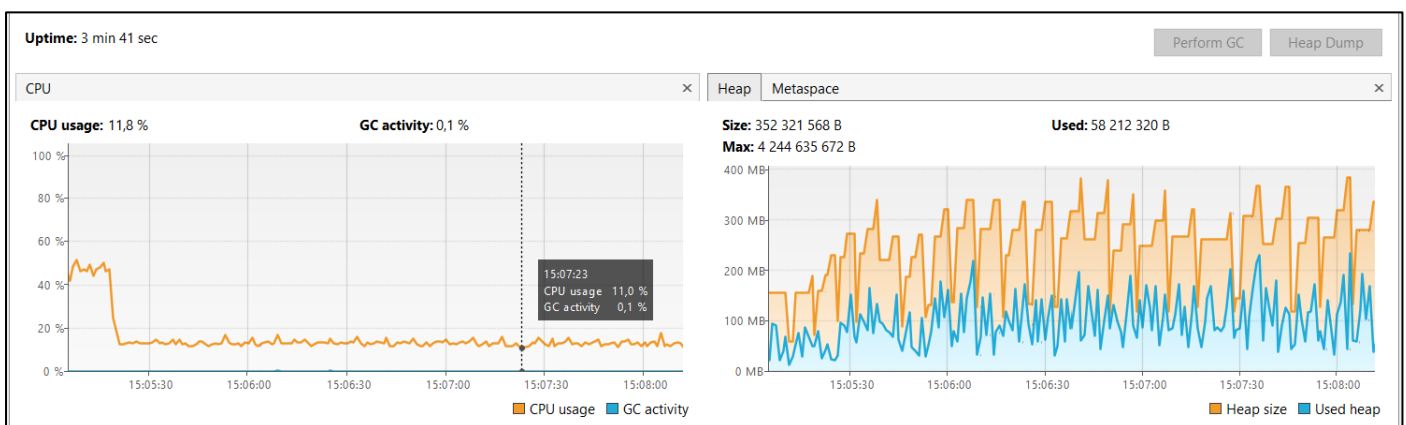 Uptime: 3 min 41 sec
Perform GC Heap Dump
CPU ×
CPU usage: 11,8 % GC activity: 0,1 %
100 %
80 %
60 %
40 %
20 %
0 %
15:07:23
CPU usage 11,0 %
GC activity 0,1 %
15:05:30 15:06:00 15:06:30 15:07:00 15:07:30 15:08:00
CPU usage GC activity
Heap Metaspace ×
Size: 352 321 568 B Used: 58 212 320 B
Max: 4 244 635 672 B
400 MB
300 MB
200 MB
100 MB
0 MB
15:05:30 15:06:00 15:06:30 15:07:00 15:07:30 15:08:00
Heap size Used heap